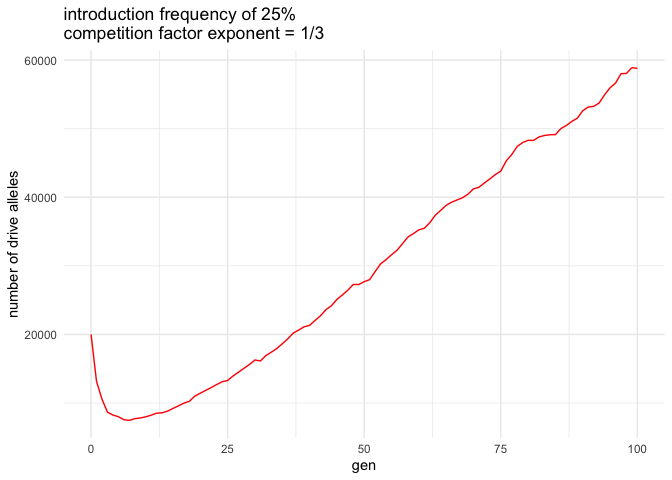 introduction frequency of 25%
competition factor exponent = 1/3
60000
40000
20000
number of drive alleles
0
25
50
75
100
gen